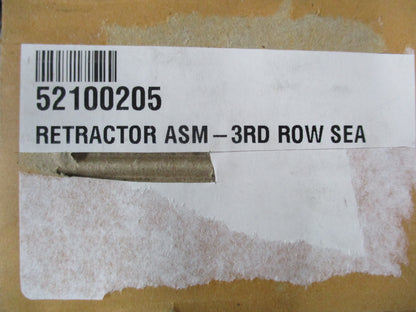 52100205
RETRACTOR ASM – 3RD ROW SEA